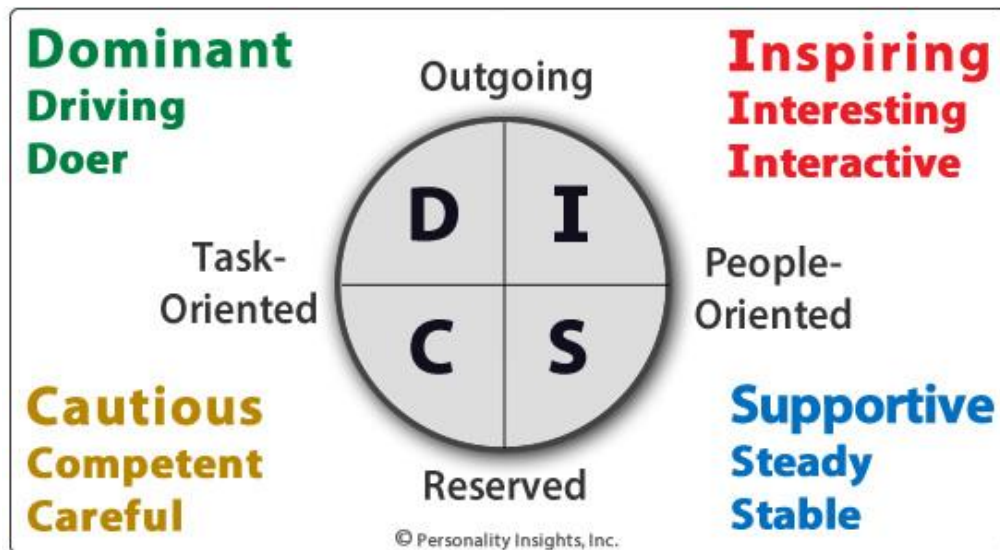 Dominant
Driving
Doer
Outgoing
Inspiring
Interesting
Interactive
Task-
Oriented
D I
C S
People-
Oriented
Cautious
Competent
Careful
Reserved
Supportive
Steady
Stable
© Personality Insights, Inc.